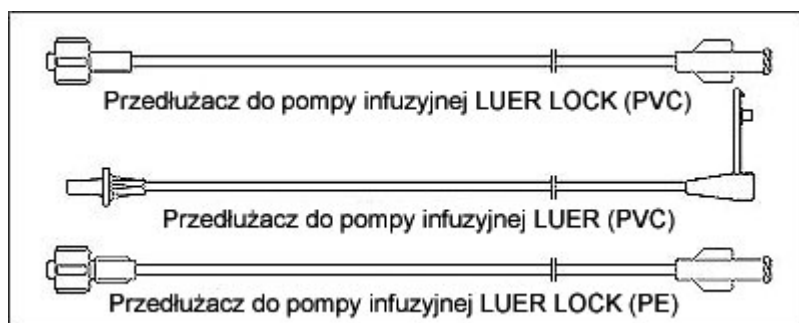 Przedłużacz do pompy infuzyjnej LUER LOCK (PVC)
Przedłużacz do pompy infuzyjnej LUER (PVC)
Przedłużacz do pompy infuzyjnej LUER LOCK (PE)